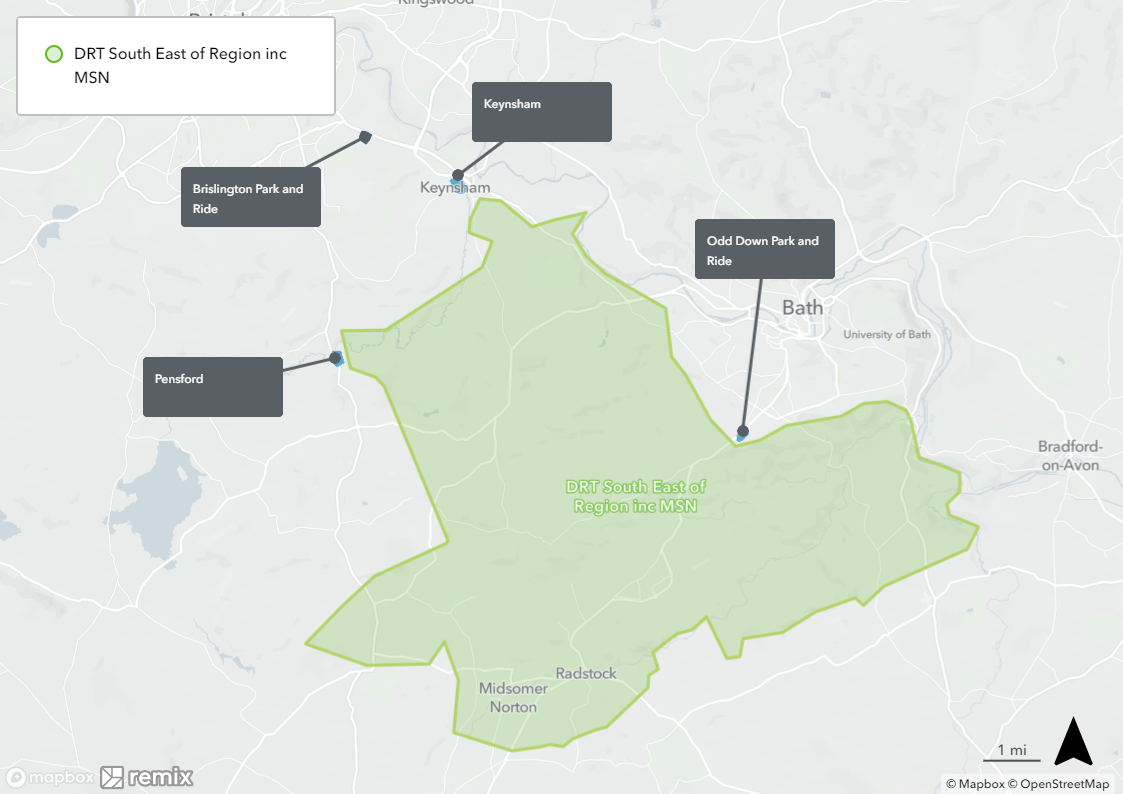 Kingswood
DRT South East of Region inc
MSN
Keynsham
Brislington Park and
Ride
Keynsham
Odd Down Park and
Ride
Bath
University of Bath
Pensford
Bradford-
on-Avon
DRT South East of
Region inc MSN
Radstock
Midsomer
Norton
1 mi
mapbox remix
© Mapbox © OpenStreetMap